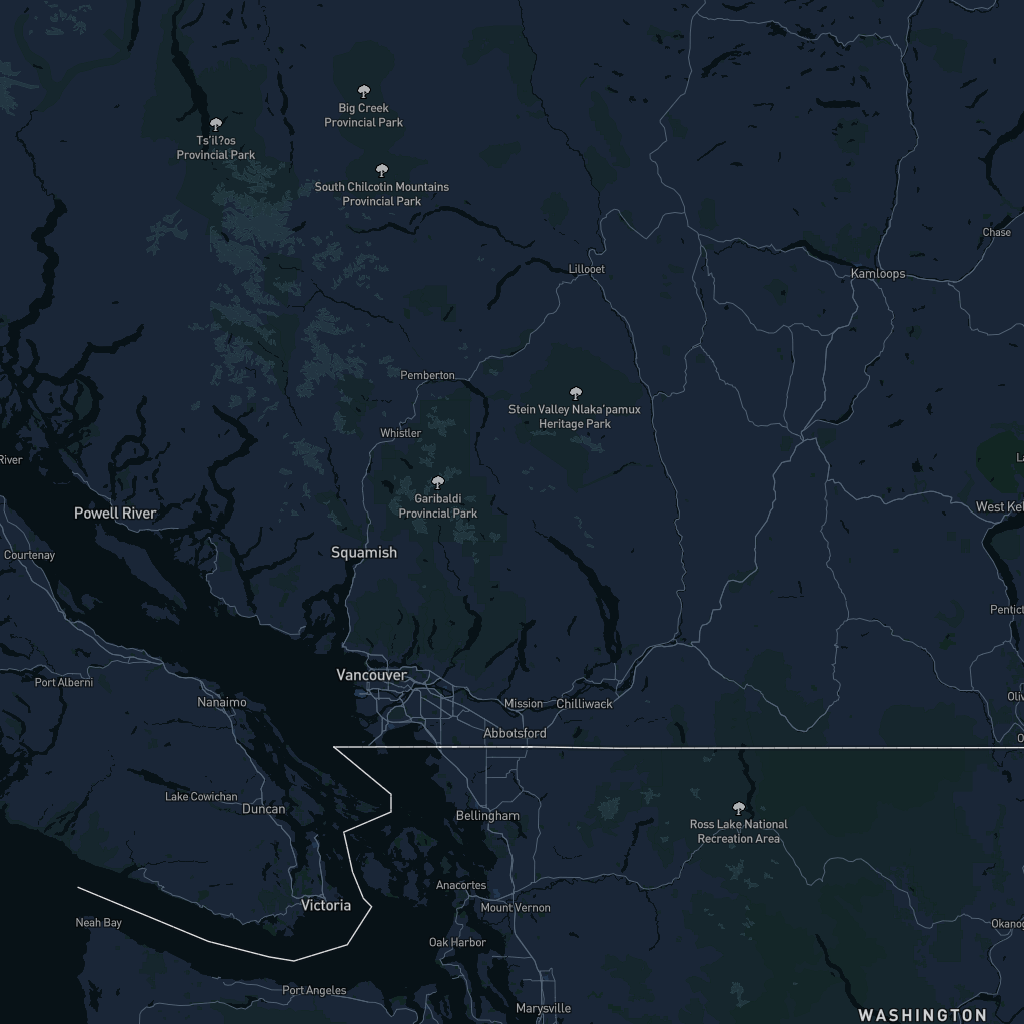 Big Creek
Provincial Park
Ts'il?os
Provincial Park
South Chilcotin Mountains
Provincial Park
Chase
Lillooet
Kamloops
Pemberton
Stein Valley Nlaka'pamux
Heritage Park
Whistler
River
La
Garibaldi
Provincial Park
West Kel
Powell River
Courtenay
Squamish
Pentict
Vancouver
Port Alberni
Nanaimo
Mission
Chilliwack
Oliv
Abbotsford
O
Lake Cowichan
Duncan
Bellingham
Ross Lake National
Recreation Area
Anacortes
Victoria
Mount Vernon
Neah Bay
Okanog
Oak Harbor
Port Angeles
Marysville
WASHINGTON